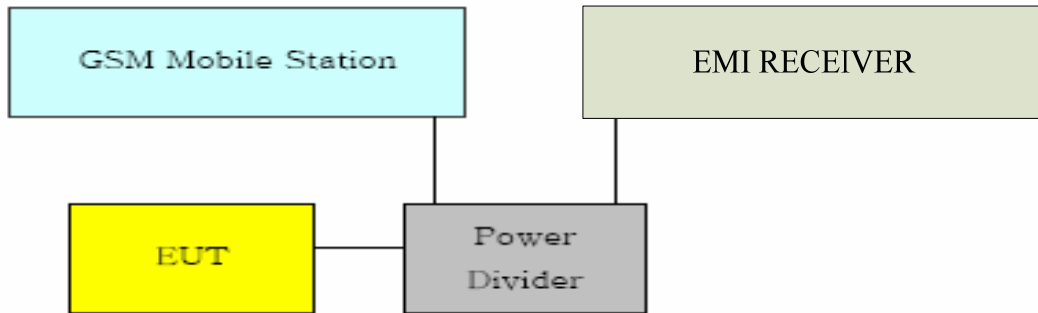 GSM Mobile Station
EMI RECEIVER
EUT
Power
Divider